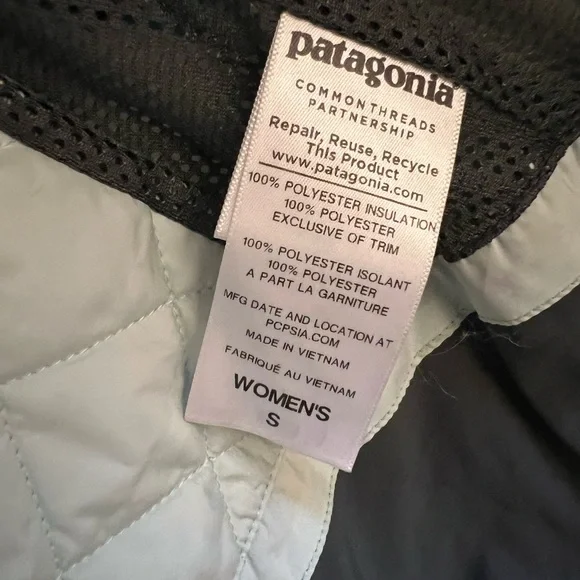 patagonia
COMMONTHREADS
PARTNERSHIP
Repair, Reuse, Recycle
This Product
www.patagonia.com
100% POLYESTER INSULATION
100% POLYESTER
EXCLUSIVE OF TRIM
100% POLYESTER ISOLANT
100% POLYESTER
A PART LA GARNITURE
MFG DATE AND LOCATION AT
PCPSIA.COM
MADE IN VIETNAM
FABRIQUÉ AU VIETNAM
WOMEN'S
S